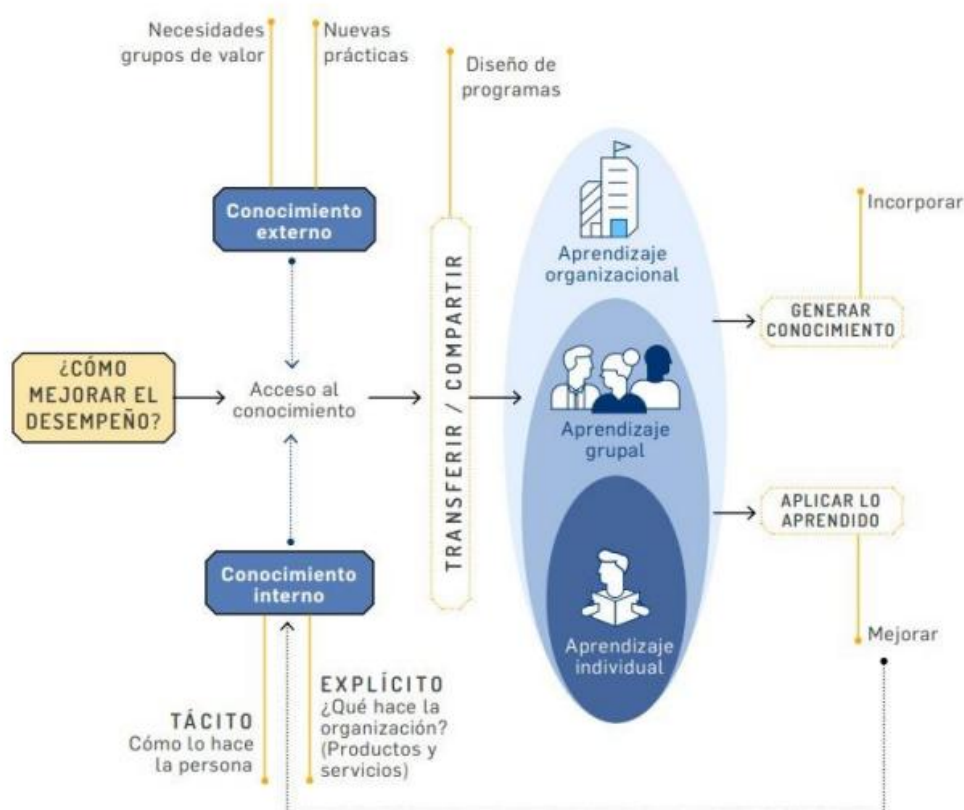 Necesidades
grupos de valor
Nuevas
prácticas
Diseño de
programas
Conocimiento
externo
¿CÓMO
MEJORAR EL
DESEMPEÑO?
Acceso al
conocimiento
TRANSFERIR / COMPARTIR
Aprendizaje
organizacional
Aprendizaje
grupal
Aprendizaje
individual
Incorporar
GENERAR
CONOCIMIENTO
APLICAR LO
APRENDIDO
Mejorar
Conocimiento
interno
TÁCITO
Cómo lo hace
la persona
EXPLÍCITO
¿Qué hace la
organización?
(Productos y
servicios)